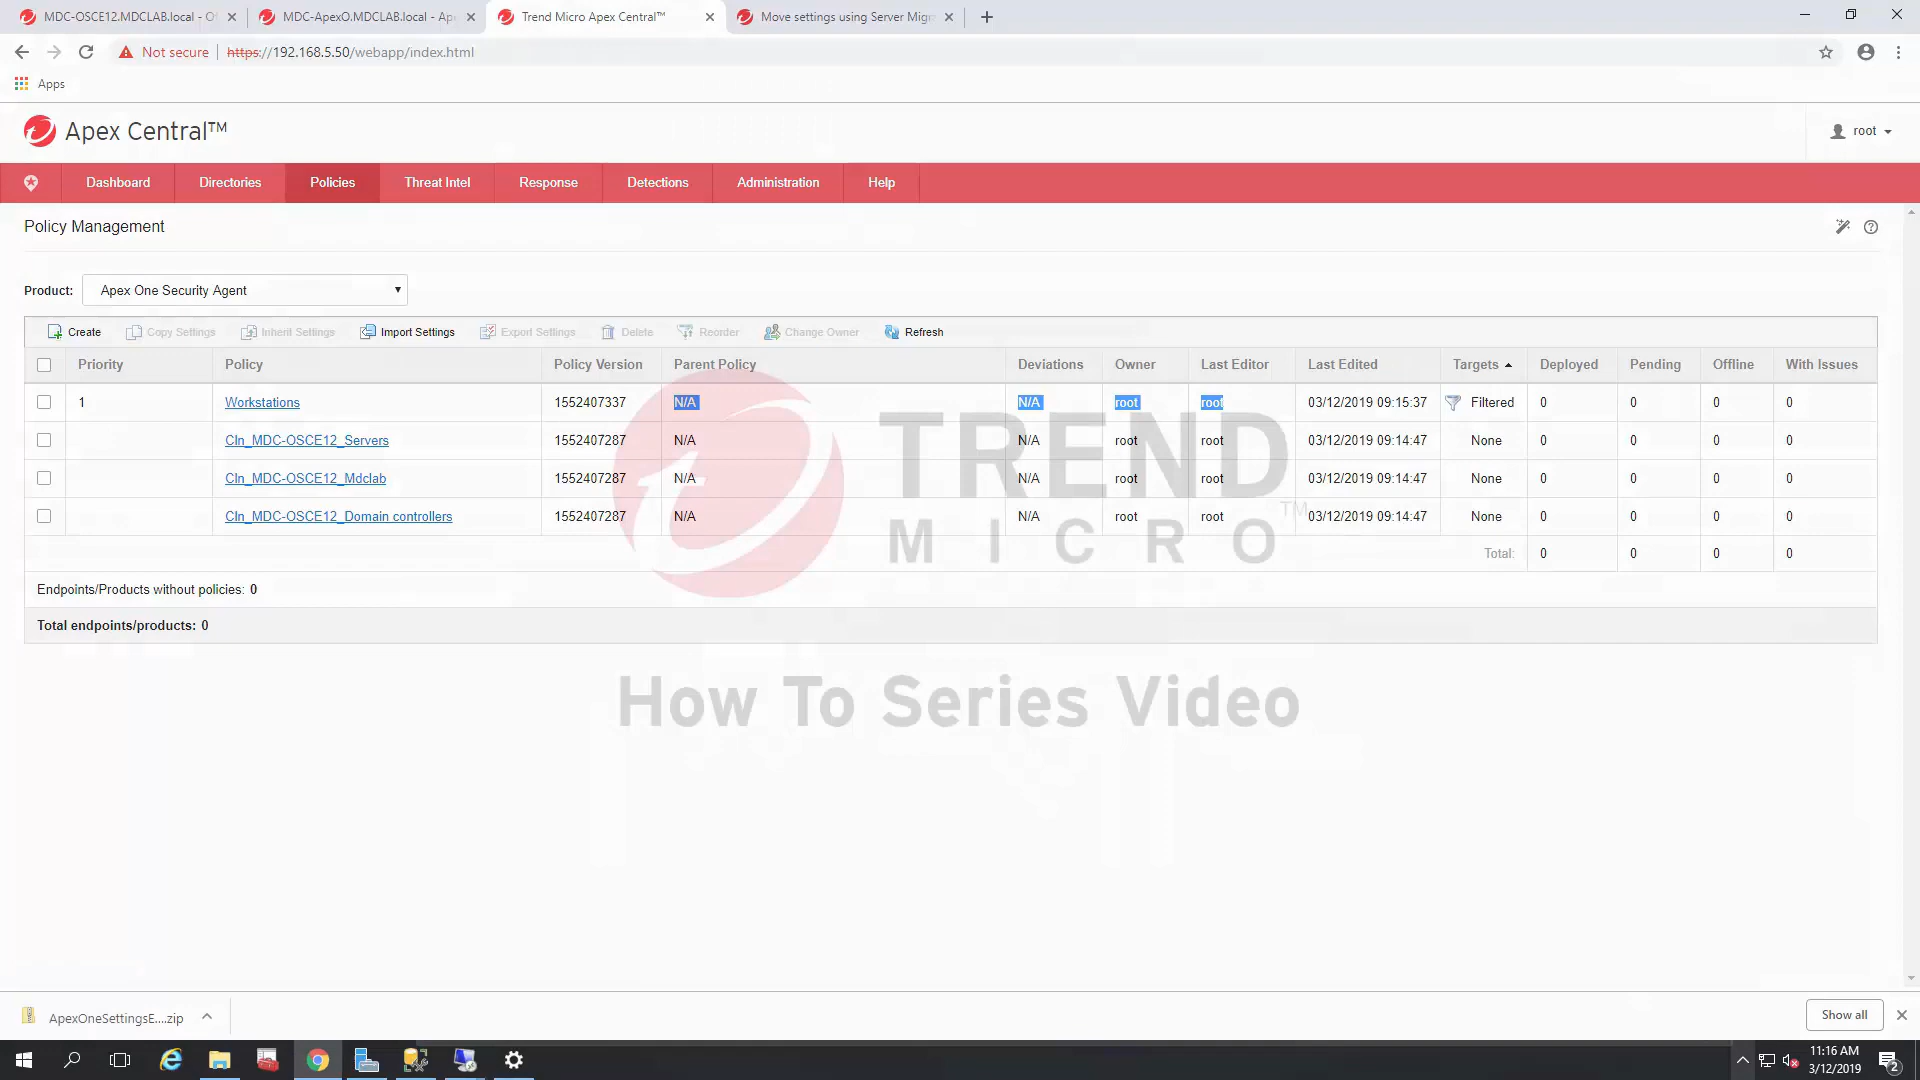 MDC-OSCE12.MDCLAB.local - O
MDC-ApexO.MDCLAB.local - Ap
Trend Micro Apex Central™
Move settings using Server Mig
Not secure
https://192.168.5.50/webapp/index.html
Apps
Apex Central™
root
Dashboard
Directories
Policies
Threat Intel
Response
Detections
Administration
Help
Policy Management
Product:
Apex One Security Agent
Create
Copy Settings
Inherit Settings
Import Settings
Export Settings
Delete
Reorder
Change Owner
Refresh
Priority Policy Policy Version Parent Policy Deviations Owner Last Editor Last Edited Targets Deployed Pending Offline With Issues
1 Workstations 1552407337 N/A N/A root root 03/12/2019 09:15:37 Filtered 0 0 0 0
Cln_MDC-OSCE12_Servers 1552407287 N/A N/A root root 03/12/2019 09:14:47 None 0 0 0 0
Cln_MDC-OSCE12_Mdclab 1552407287 N/A N/A root root 03/12/2019 09:14:47 None 0 0 0 0
Cln_MDC-OSCE12_Domain controllers 1552407287 N/A N/A root root 03/12/2019 09:14:47 None 0 0 0 0
Total: 0 0 0 0
Endpoints/Products without policies: 0
Total endpoints/products: 0
TREND
MICRO™
How To Series Video
ApexOneSettingsE....zip
Show all
11:16 AM
3/12/2019
2